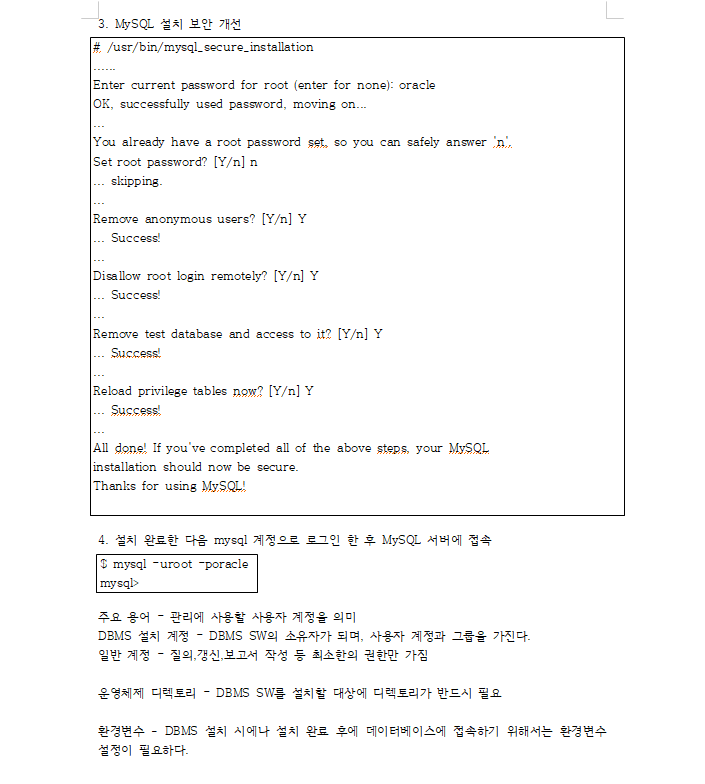 3. MySQL 설치 보안 개선
# /usr/bin/mysql_secure_installation
......
Enter current password for root (enter for none): oracle
OK, successfully used password, moving on...
...
You already have a root password set, so you can safely answer 'n'.
Set root password? [Y/n] n
... skipping.
...
Remove anonymous users? [Y/n] Y
... Success!
...
Disallow root login remotely? [Y/n] Y
... Success!
...
Remove test database and access to it? [Y/n] Y
... Success!
...
Reload privilege tables now? [Y/n] Y
... Success!
...
All done! If you've completed all of the above steps, your MySQL
installation should now be secure.
Thanks for using MySQL!
4. 설치 완료한 다음 mysql 계정으로 로그인 한 후 MySQL 서버에 접속
$ mysql -uroot -poracle
mysql>
주요 용어 - 관리에 사용할 사용자 계정을 의미
DBMS 설치 계정 - DBMS SW의 소유자가 되며, 사용자 계정과 그룹을 가진다.
일반 계정 - 질의,갱신,보고서 작성 등 최소한의 권한만 가짐
운영체제 디렉토리 - DBMS SW를 설치할 대상에 디렉토리가 반드시 필요
환경변수 - DBMS 설치 시에나 설치 완료 후에 데이터베이스에 접속하기 위해서는 환경변수
설정이 필요하다.